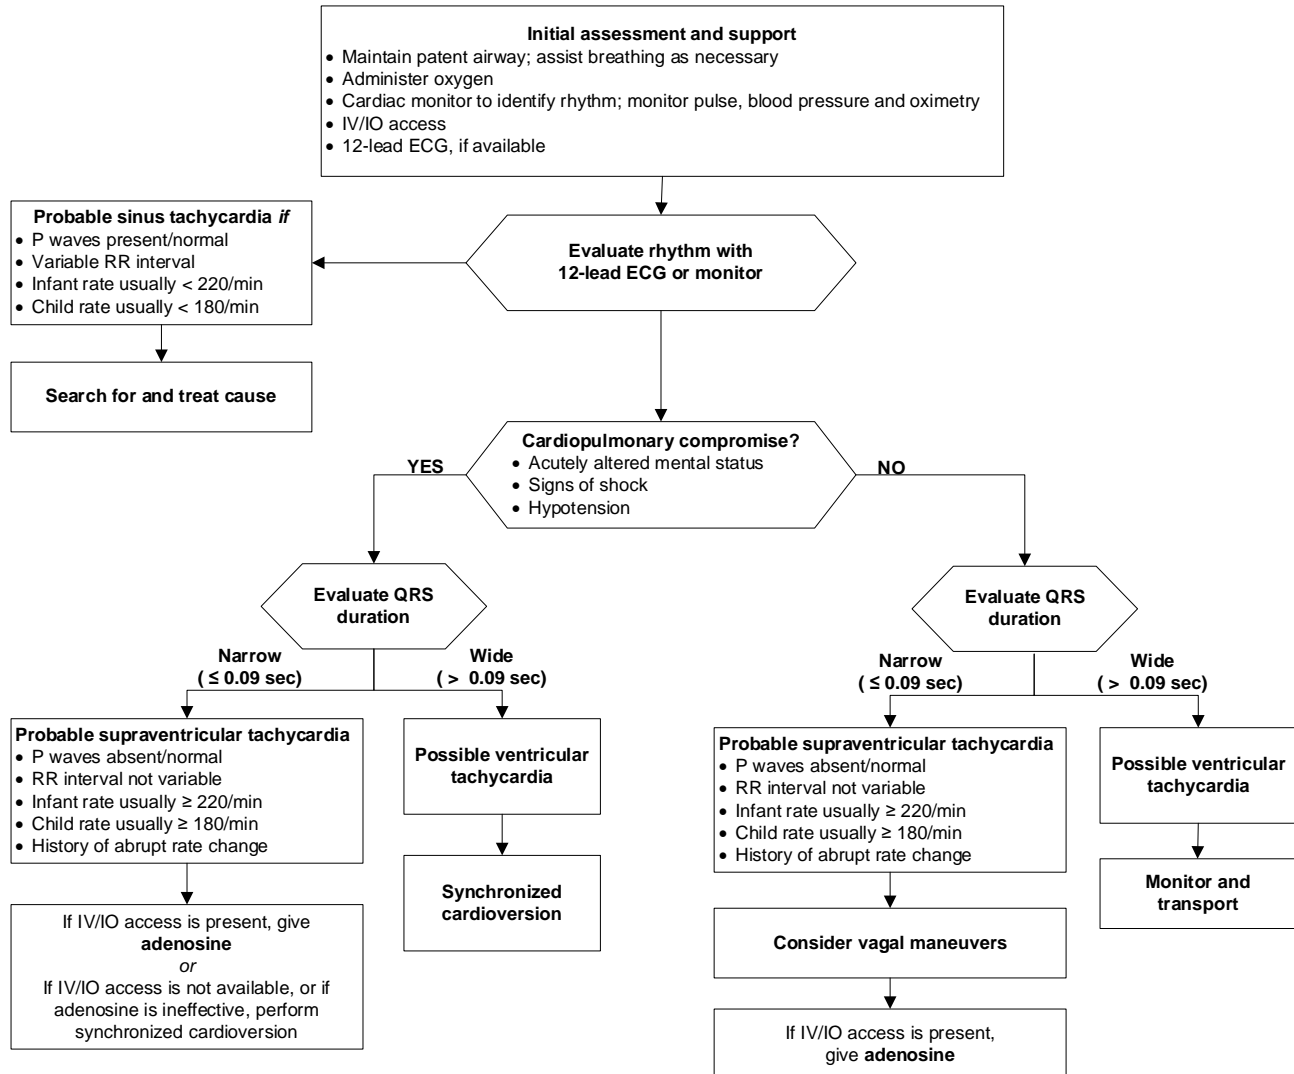 Initial assessment and support
• Maintain patent airway; assist breathing as necessary
• Administer oxygen
• Cardiac monitor to identify rhythm; monitor pulse, blood pressure and oximetry
• IV/IO access
• 12-lead ECG, if available
Probable sinus tachycardia if
• P waves present/normal
• Variable RR interval
• Infant rate usually < 220/min
• Child rate usually < 180/min
Evaluate rhythm with
12-lead ECG or monitor
Search for and treat cause
Cardiopulmonary compromise?
• Acutely altered mental status
• Signs of shock
• Hypotension
YES
NO
Evaluate QRS
duration
Narrow
( ≤ 0.09 sec)
Wide
( > 0.09 sec)
Probable supraventricular tachycardia
• P waves absent/normal
• RR interval not variable
• Infant rate usually ≥ 220/min
• Child rate usually ≥ 180/min
• History of abrupt rate change
Possible ventricular
tachycardia
Synchronized
cardioversion
If IV/IO access is present, give
adenosine
or
If IV/IO access is not available, or if
adenosine is ineffective, perform
synchronized cardioversion
Evaluate QRS
duration
Narrow
( ≤ 0.09 sec)
Wide
( > 0.09 sec)
Probable supraventricular tachycardia
• P waves absent/normal
• RR interval not variable
• Infant rate usually ≥ 220/min
• Child rate usually ≥ 180/min
• History of abrupt rate change
Possible ventricular
tachycardia
Monitor and
transport
Consider vagal maneuvers
If IV/IO access is present,
give adenosine